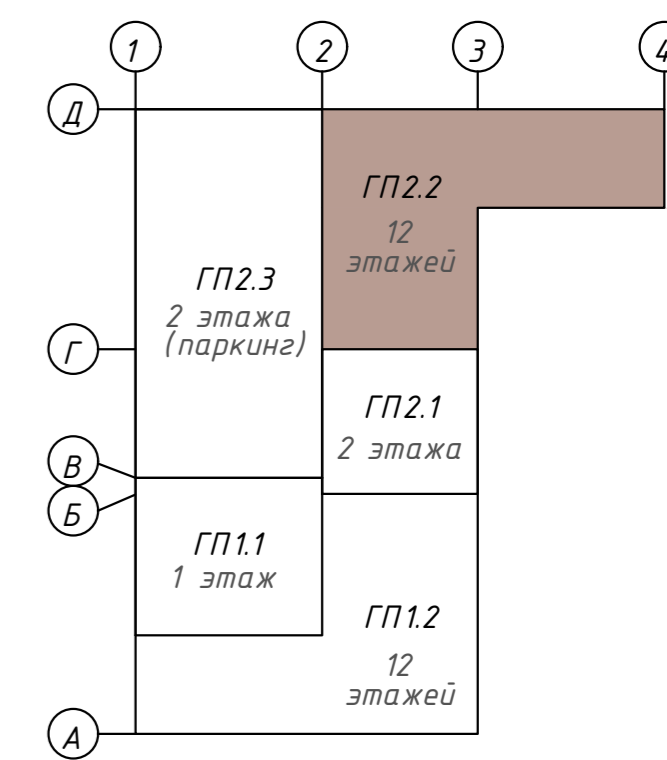 1 2 3 4
Д
ГП2.2
12
этажей
ГП2.3
2 этажа
(паркинг)
Г
ГП2.1
2 этажа
В
Б
ГП1.1
1 этаж
ГП1.2
12
этажей
А